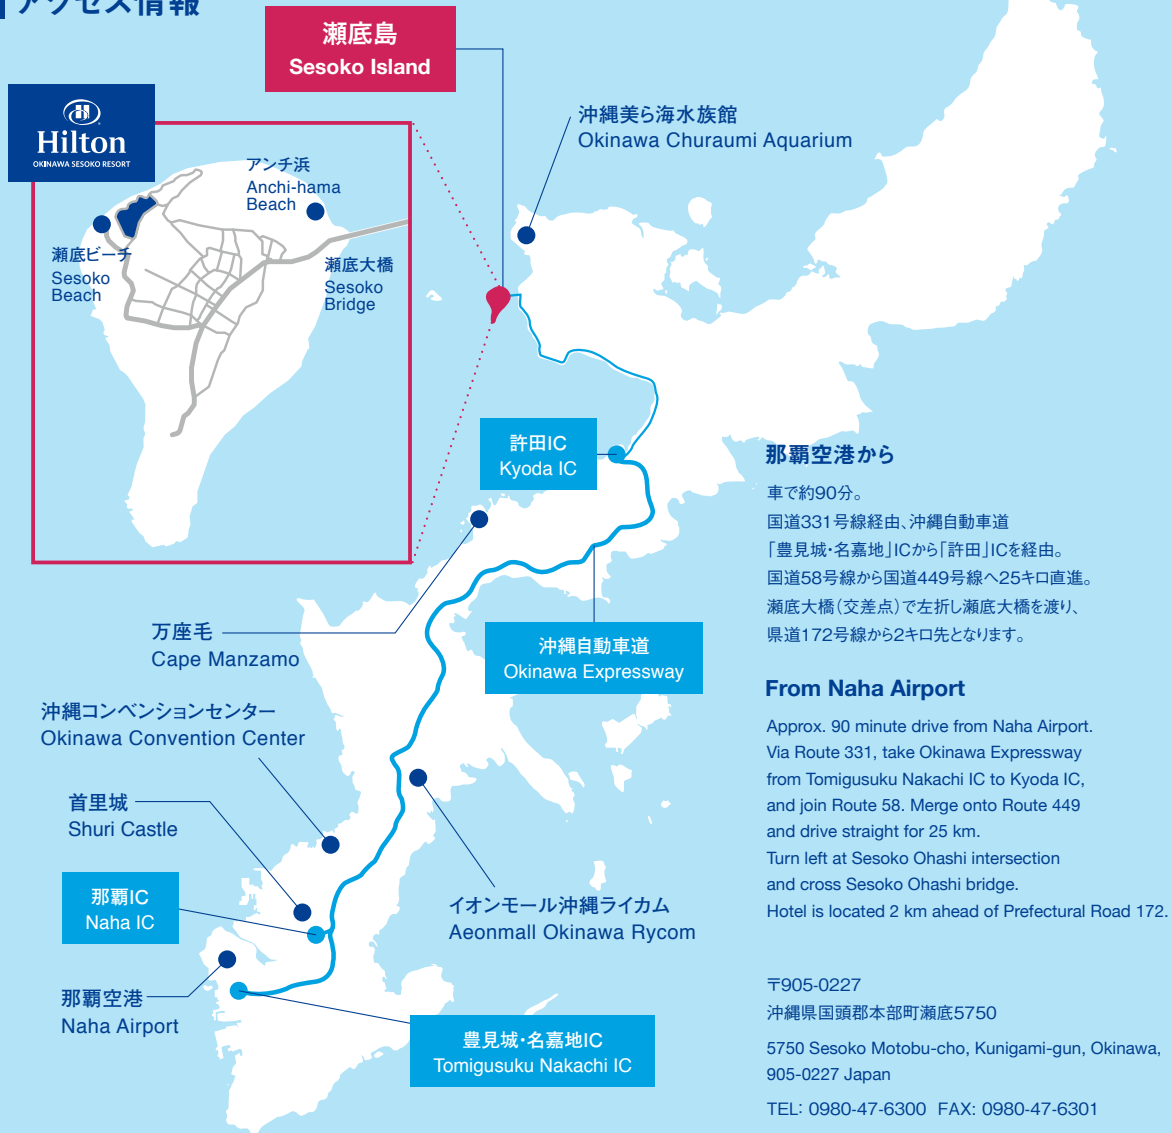 アクセス情報
瀬底島
Sesoko Island
Hilton
OKINAWA SESOKO RESORT
アンチ浜
Anchi-hama
Beach
瀬底ビーチ
Sesoko
Beach
瀬底大橋
Sesoko
Bridge
沖縄美ら海水族館
Okinawa Churaumi Aquarium
許田IC
Kyoda IC
万座毛
Cape Manzamo
沖縄自動車道
Okinawa Expressway
沖縄コンベンションセンター
Okinawa Convention Center
首里城
Shuri Castle
那覇IC
Naha IC
イオンモール沖縄ライカム
Aeonmall Okinawa Rycom
那覇空港
Naha Airport
豊見城・名嘉地IC
Tomigusuku Nakachi IC
那覇空港から
車で約90分。
国道331号線経由、沖縄自動車道
「豊見城・名嘉地」ICから「許田」ICを経由。
国道58号線から国道449号線へ25キロ直進。
瀬底大橋(交差点)で左折し瀬底大橋を渡り、
県道172号線から2キロ先となります。
From Naha Airport
Approx. 90 minute drive from Naha Airport.
Via Route 331, take Okinawa Expressway
from Tomigusuku Nakachi IC to Kyoda IC,
and join Route 58. Merge onto Route 449
and drive straight for 25 km.
Turn left at Sesoko Ohashi intersection
and cross Sesoko Ohashi bridge.
Hotel is located 2 km ahead of Prefectural Road 172.
〒905-0227
沖縄県国頭郡本部町瀬底5750
5750 Sesoko Motobu-cho, Kunigami-gun, Okinawa,
905-0227 Japan
TEL: 0980-47-6300 FAX: 0980-47-6301